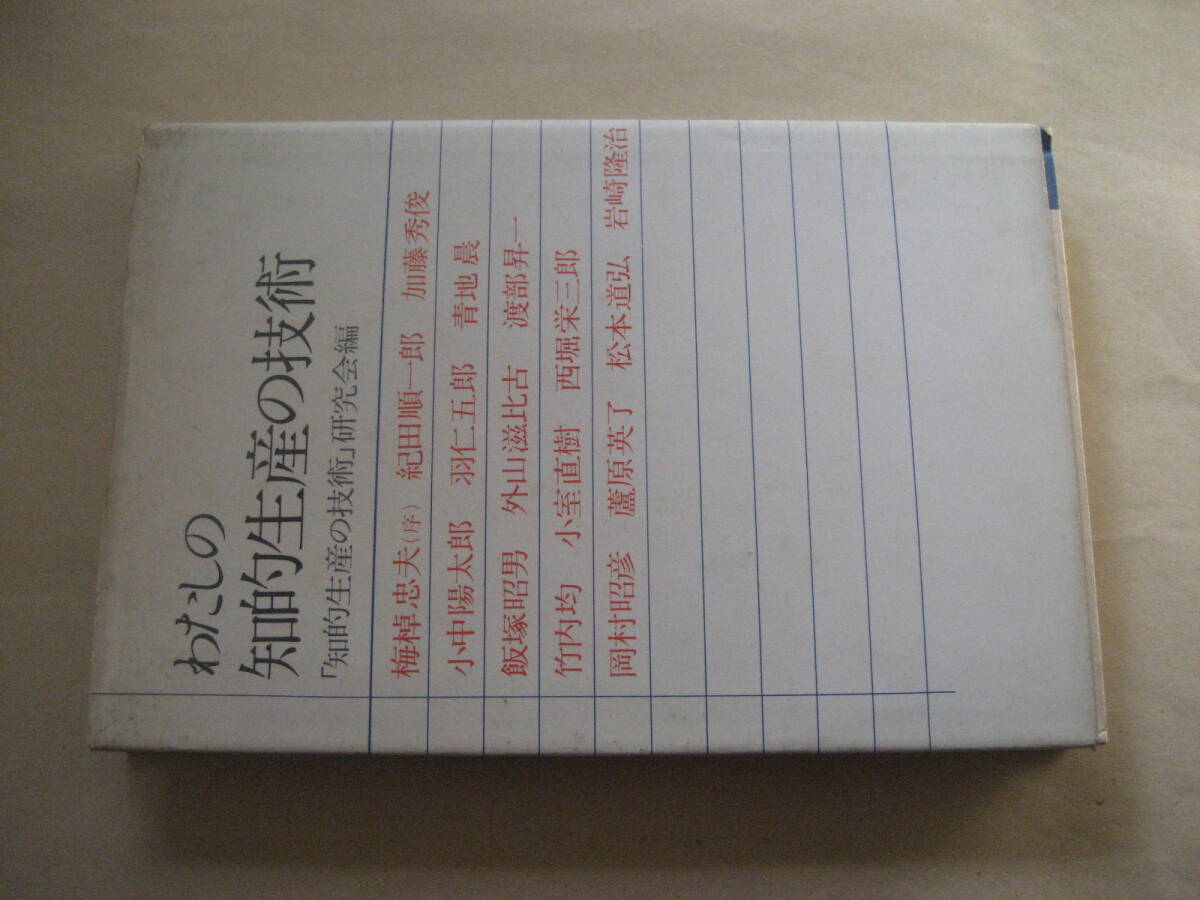 わたしの
知的生産の技術
「知的生産の技術」研究会編
梅棹忠夫(序) 紀田順一郎 加藤秀俊
小中陽太郎 羽仁五郎 青地晨
飯塚昭男 外山滋比古 渡部昇一
竹内均 小室直樹 西堀栄三郎
岡村昭彦 蘆原英了 松本道弘 岩崎隆治